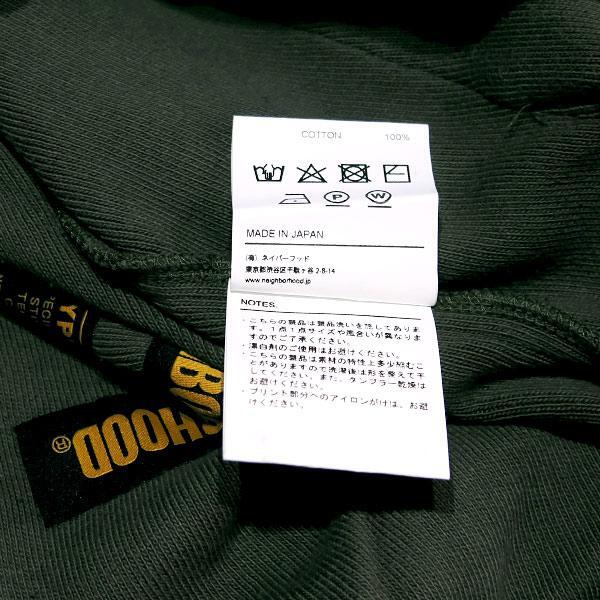 COTTON 100%
MADE IN JAPAN
(有) ネイバーフッド
東京都渋谷区千駄ヶ谷 2-8-14
www.neighborhood.jp
NOTES.
・こちらの製品は製品洗いを施してありま
す。1点1点サイズや風合いが異なりま
すのでご了承ください。
・漂白剤のご使用はお避けください。
・こちらの製品は素材の特性上多少縮むこ
とがありますので洗濯後は形を整えて干
してください。また、タンブラー乾燥は
お避けください。
・プリント部分へのアイロンがけは、お避
けください。
HOOD®